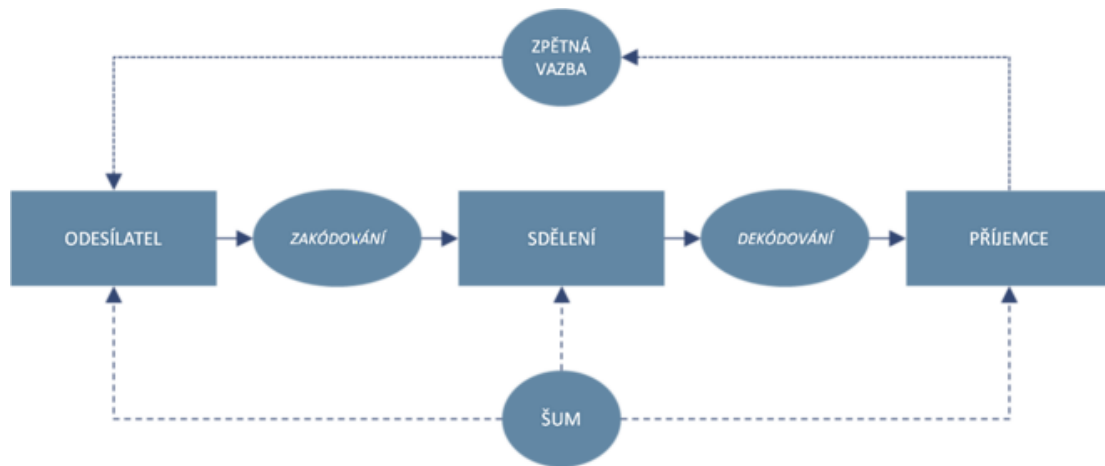 ZPĚTNÁ
VAZBA
ODESÍLATEL
ZAKÓDOVÁNÍ
SDĚLENÍ
DEKÓDOVÁNÍ
PŘÍJEMCE
ŠUM